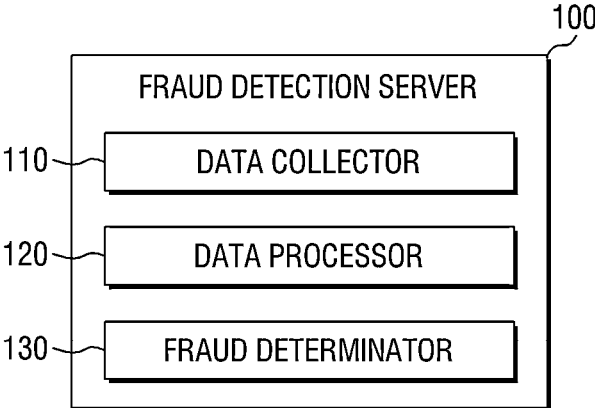 100
FRAUD DETECTION SERVER
110
DATA COLLECTOR
120
DATA PROCESSOR
130
FRAUD DETERMINATOR